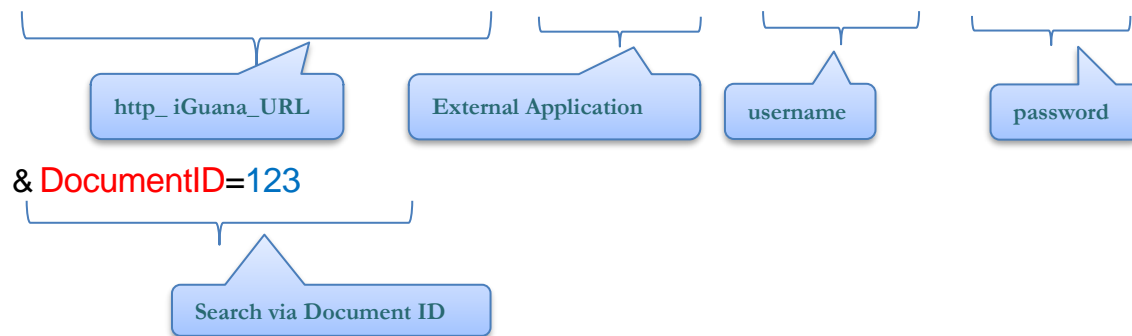 http_ iGuana_URL
External Application
username
password
& DocumentID=123
Search via Document ID